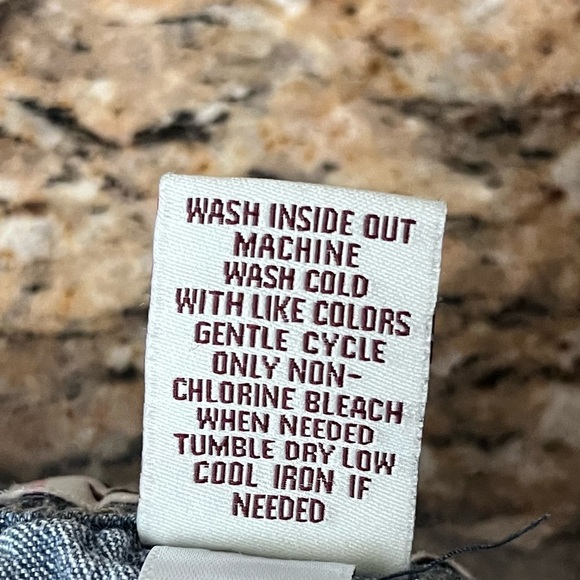 WASH INSIDE OUT
MACHINE
WASH COLD
WITH LIKE COLORS
GENTLE CYCLE
ONLY NON-
CHLORINE BLEACH
WHEN NEEDED
TUMBLE DRY LOW
COOL IRON IF
NEEDED